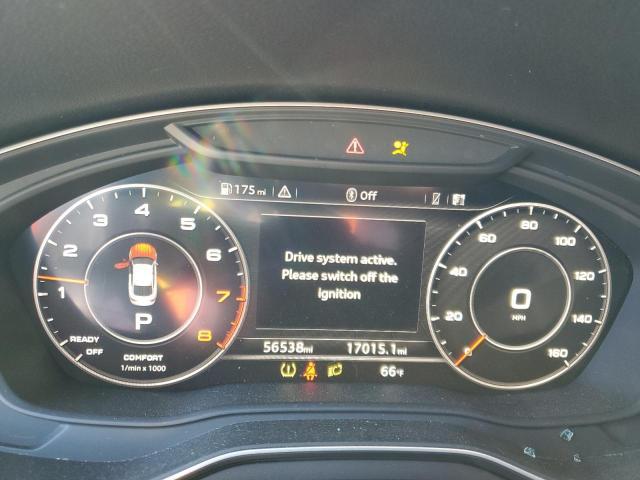 175 mi
Off
1
2
3
4
5
6
7
8
P
READY
OFF
COMFORT
1/min x 1000
Drive system active.
Please switch off the
ignition
0
20
40
60
80
100
120
140
160
0
MPH
56538mi 17015.1mi
66°F